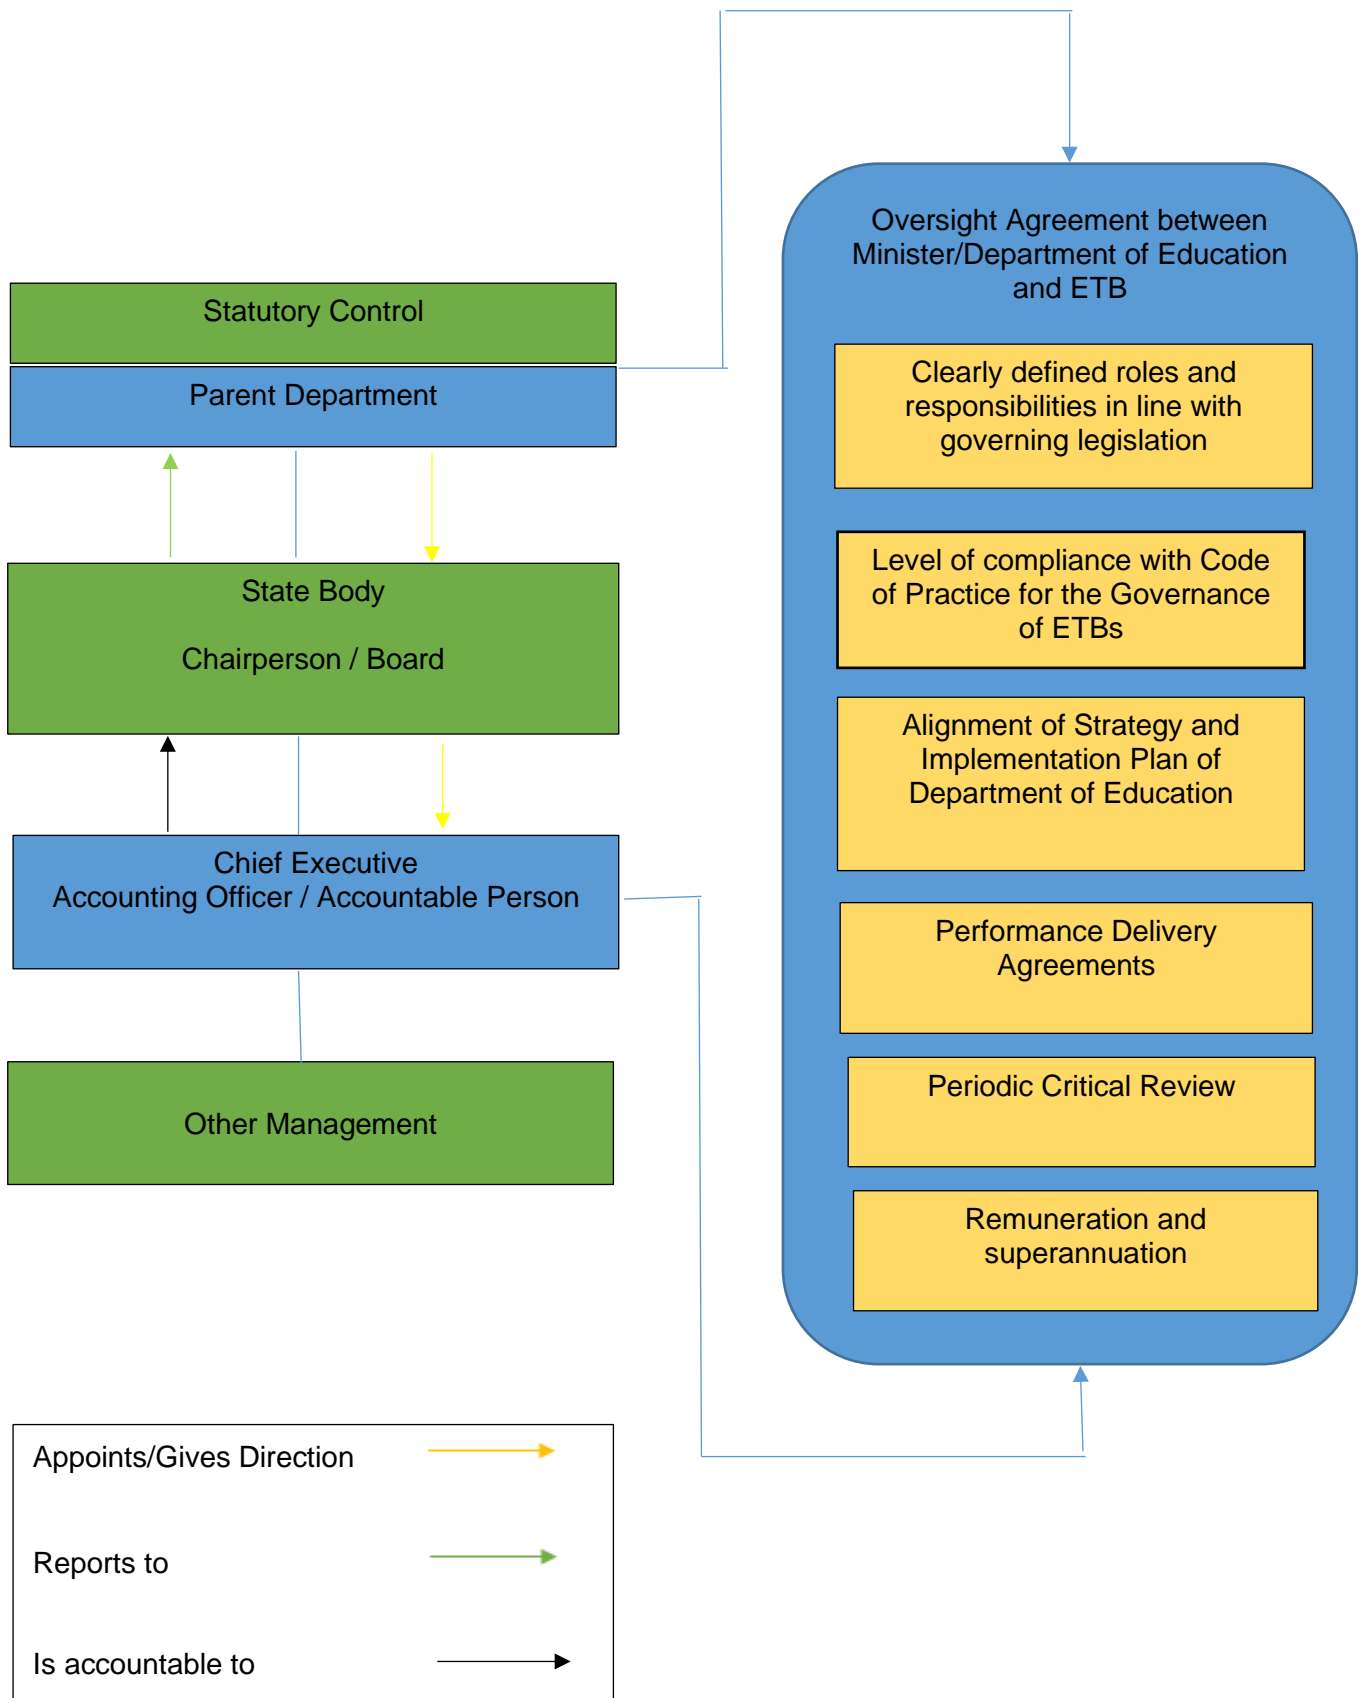 Statutory Control
Parent Department
State Body
Chairperson / Board
Chief Executive
Accounting Officer / Accountable Person
Other Management
Oversight Agreement between
Minister/Department of Education
and ETB
Clearly defined roles and
responsibilities in line with
governing legislation
Level of compliance with Code
of Practice for the Governance
of ETBs
Alignment of Strategy and
Implementation Plan of
Department of Education
Performance Delivery
Agreements
Periodic Critical Review
Remuneration and
superannuation
Appoints/Gives Direction
Reports to
Is accountable to